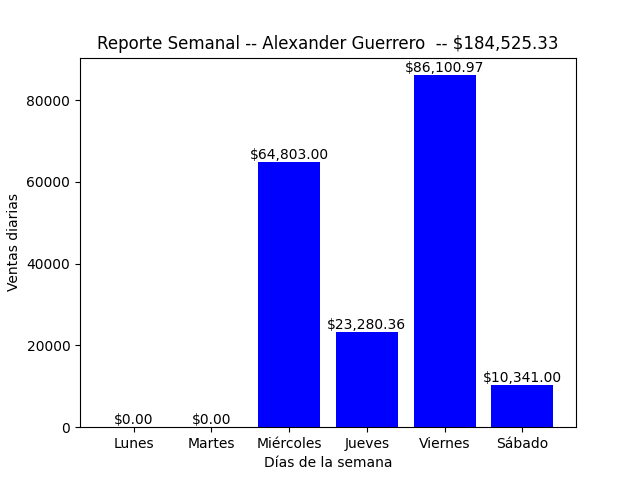 Reporte Semanal -- Alexander Guerrero  -- $184,525.33
$86,100.97
80000
$64,803.00
60000
Ventas diarias
40000
$23,280.36
20000
$10,341.00
$0.00 $0.00
0
Lunes Martes Miércoles Jueves Viernes Sábado
Días de la semana